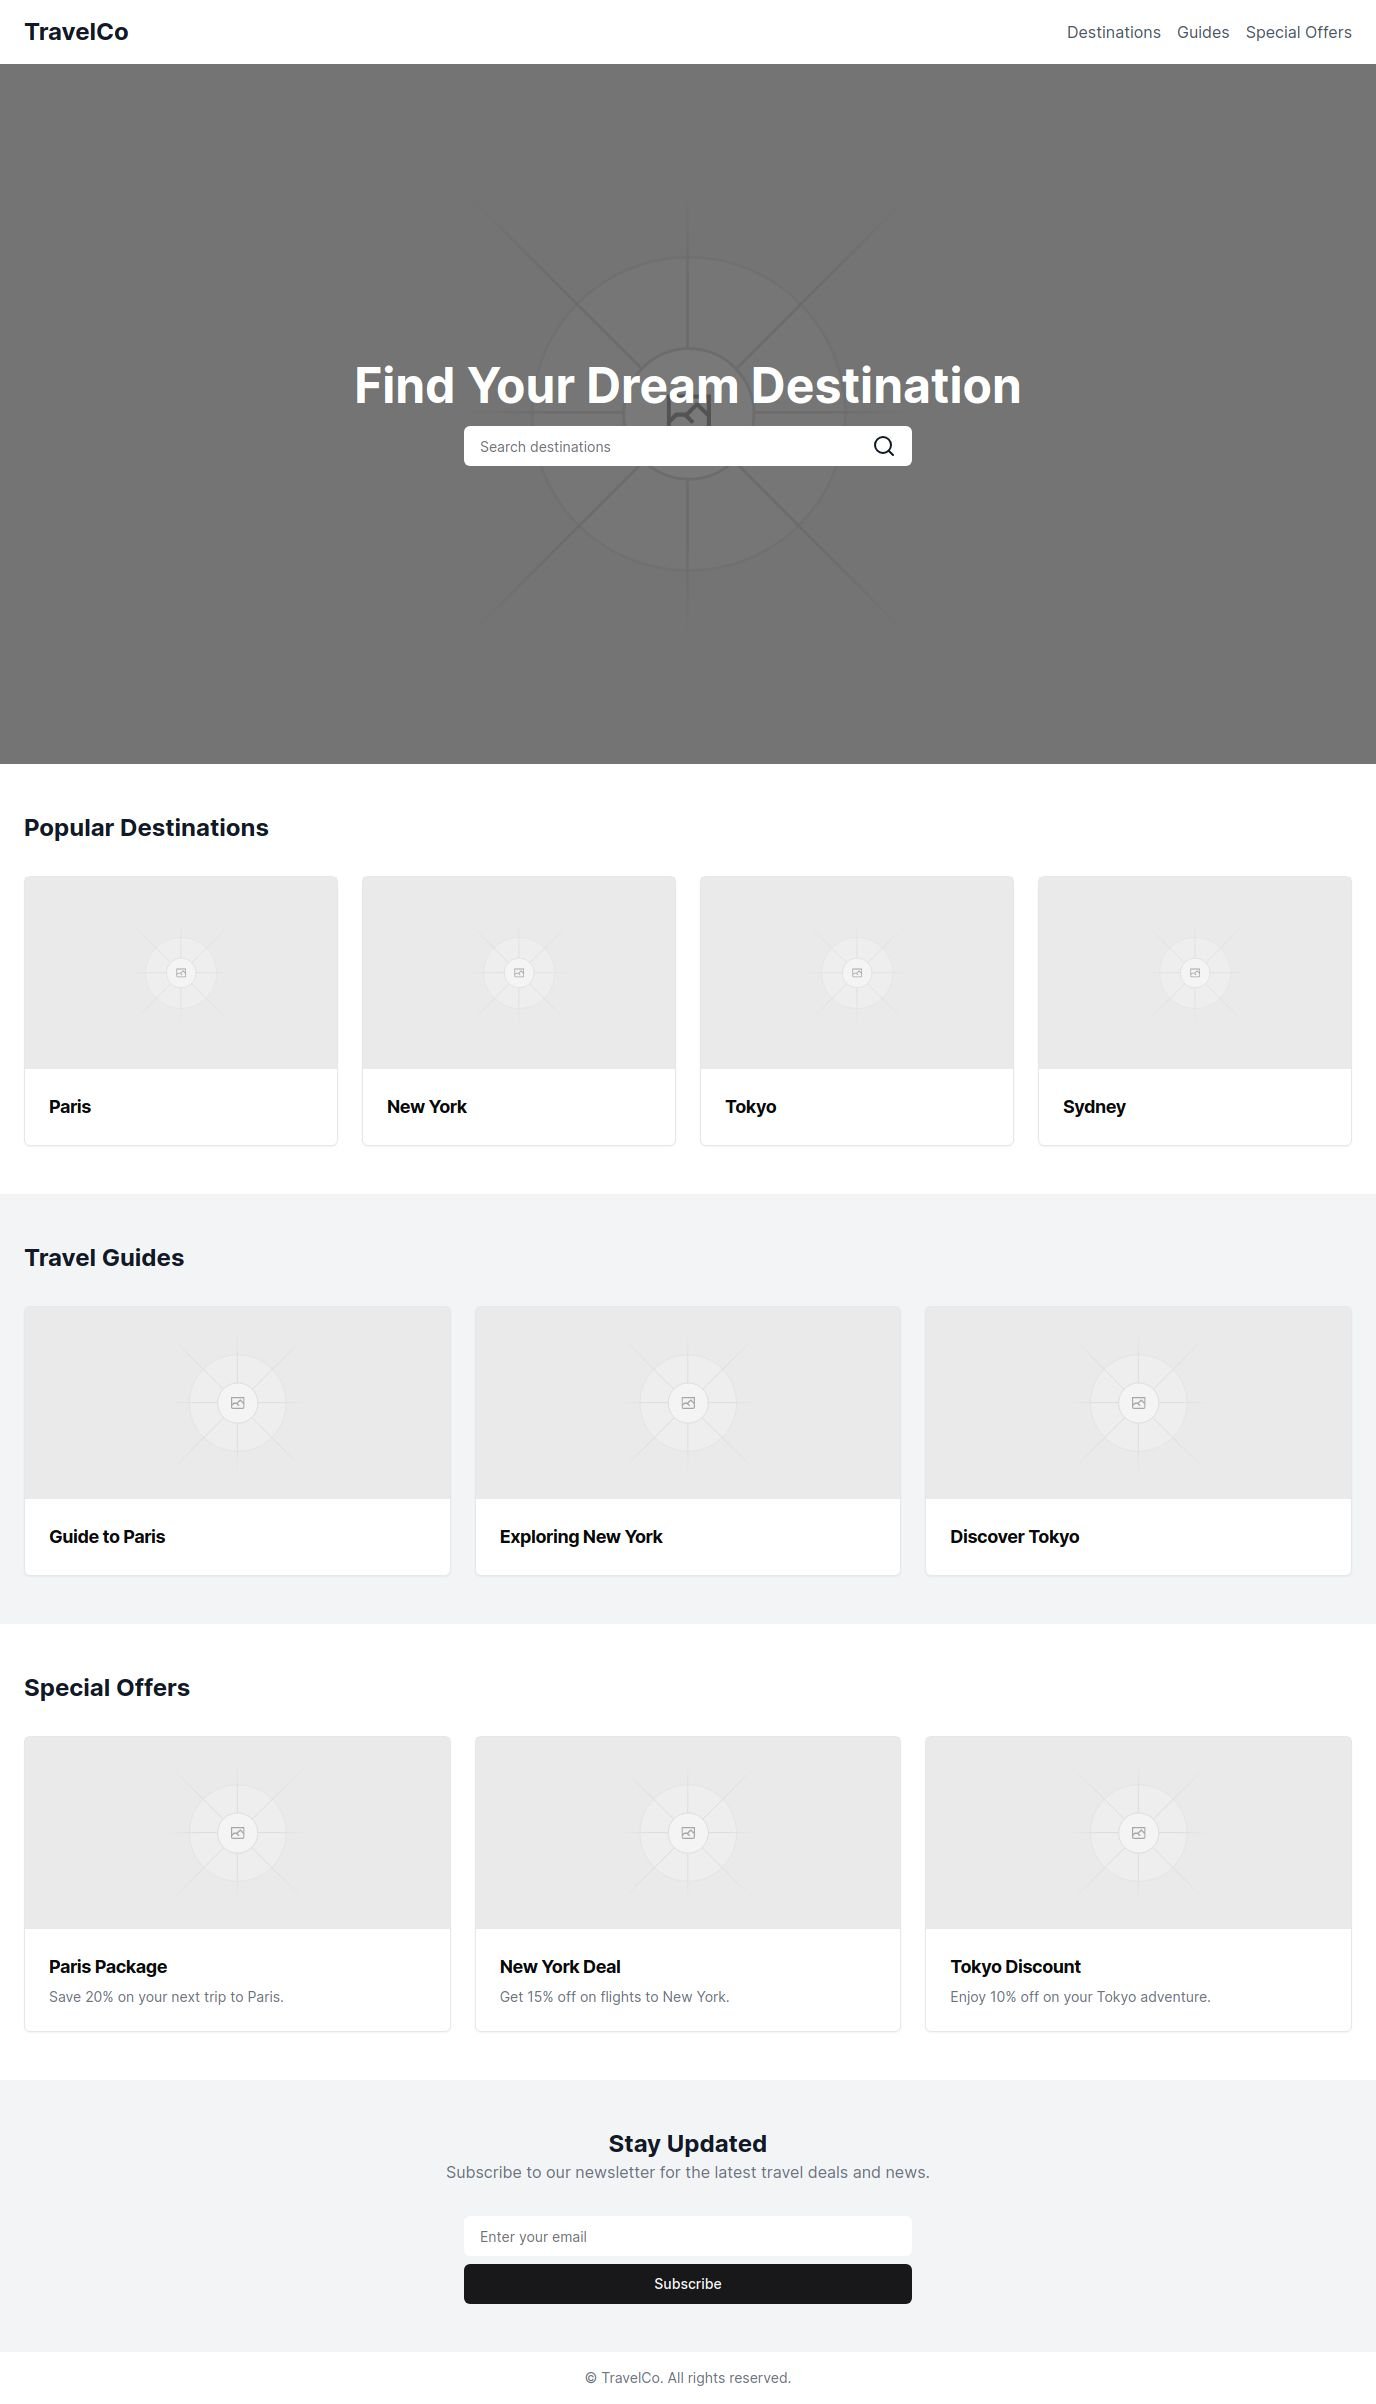 TravelCo
Destinations Guides Special Offers
Find Your Dream Destination
Search destinations
Popular Destinations
Paris
New York
Tokyo
Sydney
Travel Guides
Guide to Paris
Exploring New York
Discover Tokyo
Special Offers
Paris Package
Save 20% on your next trip to Paris.
New York Deal
Get 15% off on flights to New York.
Tokyo Discount
Enjoy 10% off on your Tokyo adventure.
Stay Updated
Subscribe to our newsletter for the latest travel deals and news.
Enter your email
Subscribe
© TravelCo. All rights reserved.